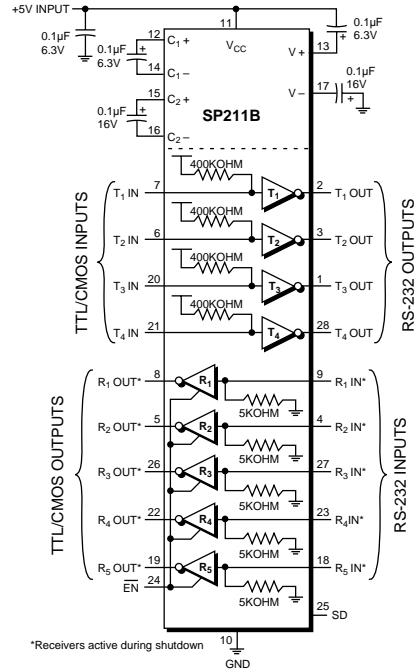 +5V INPUT
0.1µF
6.3V
12
C1 +
11
VCC
V +
13
0.1µF
6.3V
0.1µF
6.3V
14
C1 –
15
C2 +
0.1µF
16V
16
C2 –
V –
17
0.1µF
16V
SP211B
TTL/CMOS INPUTS
RS-232 OUTPUTS
400KOHM
T1 IN 7 T1 2 T1 OUT
400KOHM
T2 IN 6 T2 3 T2 OUT
400KOHM
T3 IN 20 T3 1 T3 OUT
400KOHM
T4 IN 21 T4 28 T4 OUT
TTL/CMOS OUTPUTS
RS-232 INPUTS
R1 OUT* 8 R1 9 R1 IN*
5KOHM
R2 OUT* 5 R2 4 R2 IN*
5KOHM
R3 OUT* 26 R3 27 R3 IN*
5KOHM
R4 OUT* 22 R4 23 R4IN*
5KOHM
R5 OUT* 19 R5 18 R5 IN*
5KOHM
EN 24
25 SD
*Receivers active during shutdown
10
GND